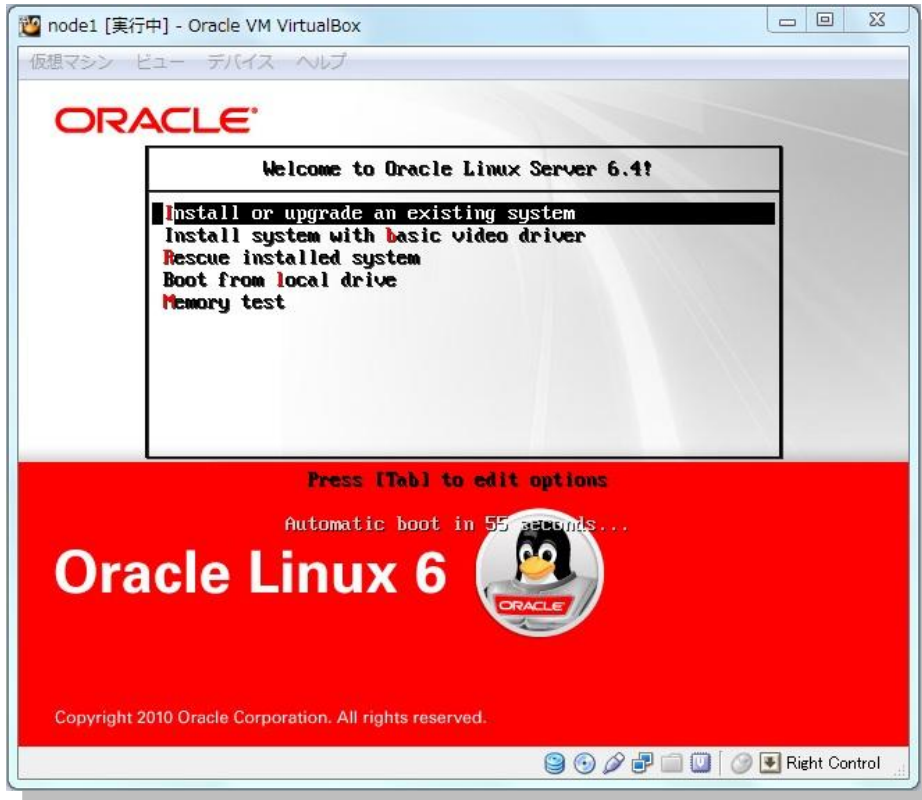 node1 [実行中] - Oracle VM VirtualBox
仮想マシン ビュー デバイス ヘルプ
ORACLE
Welcome to Oracle Linux Server 6.4!
Install or upgrade an existing system
Install system with basic video driver
Rescue installed system
Boot from local drive
Memory test
Press [Tab] to edit options
Automatic boot in 55 seconds...
Oracle Linux 6
ORACLE
Copyright 2010 Oracle Corporation. All rights reserved.
Right Control